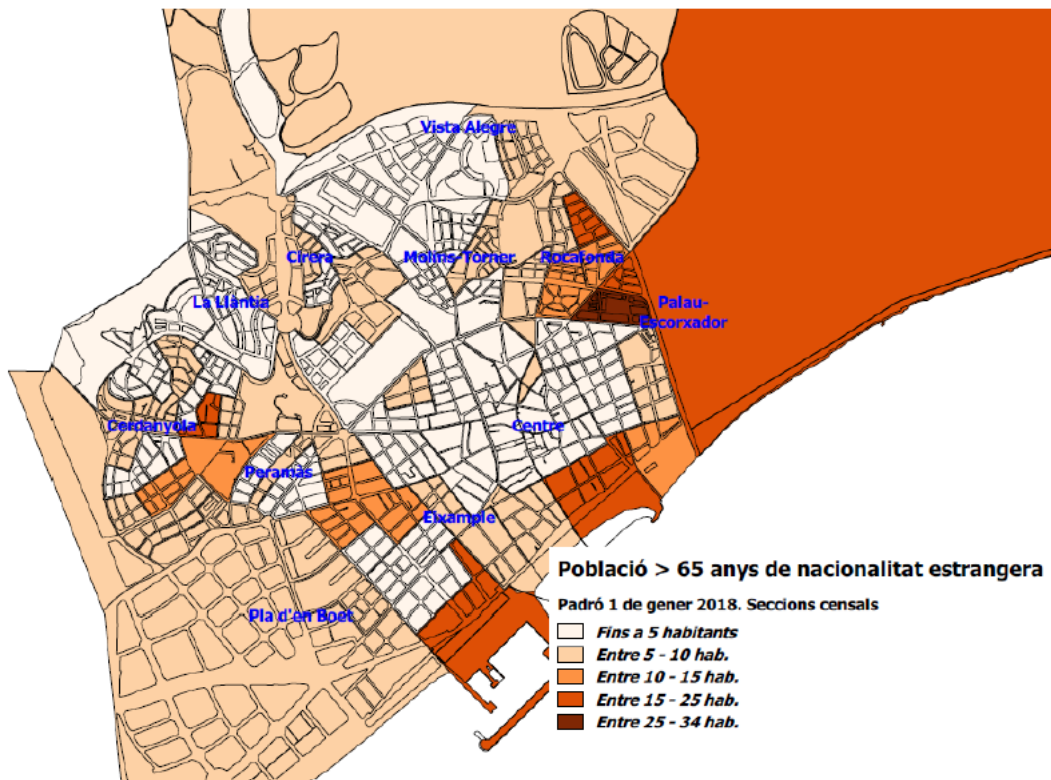 Vista Alegre
Cirera
Molins-Torner
Rocafonda
La Llàntia
Palau-
Escorxador
Cerdanyola
Centre
Peramàs
Eixample
Pla d'en Boet
Població > 65 anys de nacionalitat estrangera
Padró 1 de gener 2018. Seccions censals
Fins a 5 habitants
Entre 5 - 10 hab.
Entre 10 - 15 hab.
Entre 15 - 25 hab.
Entre 25 - 34 hab.